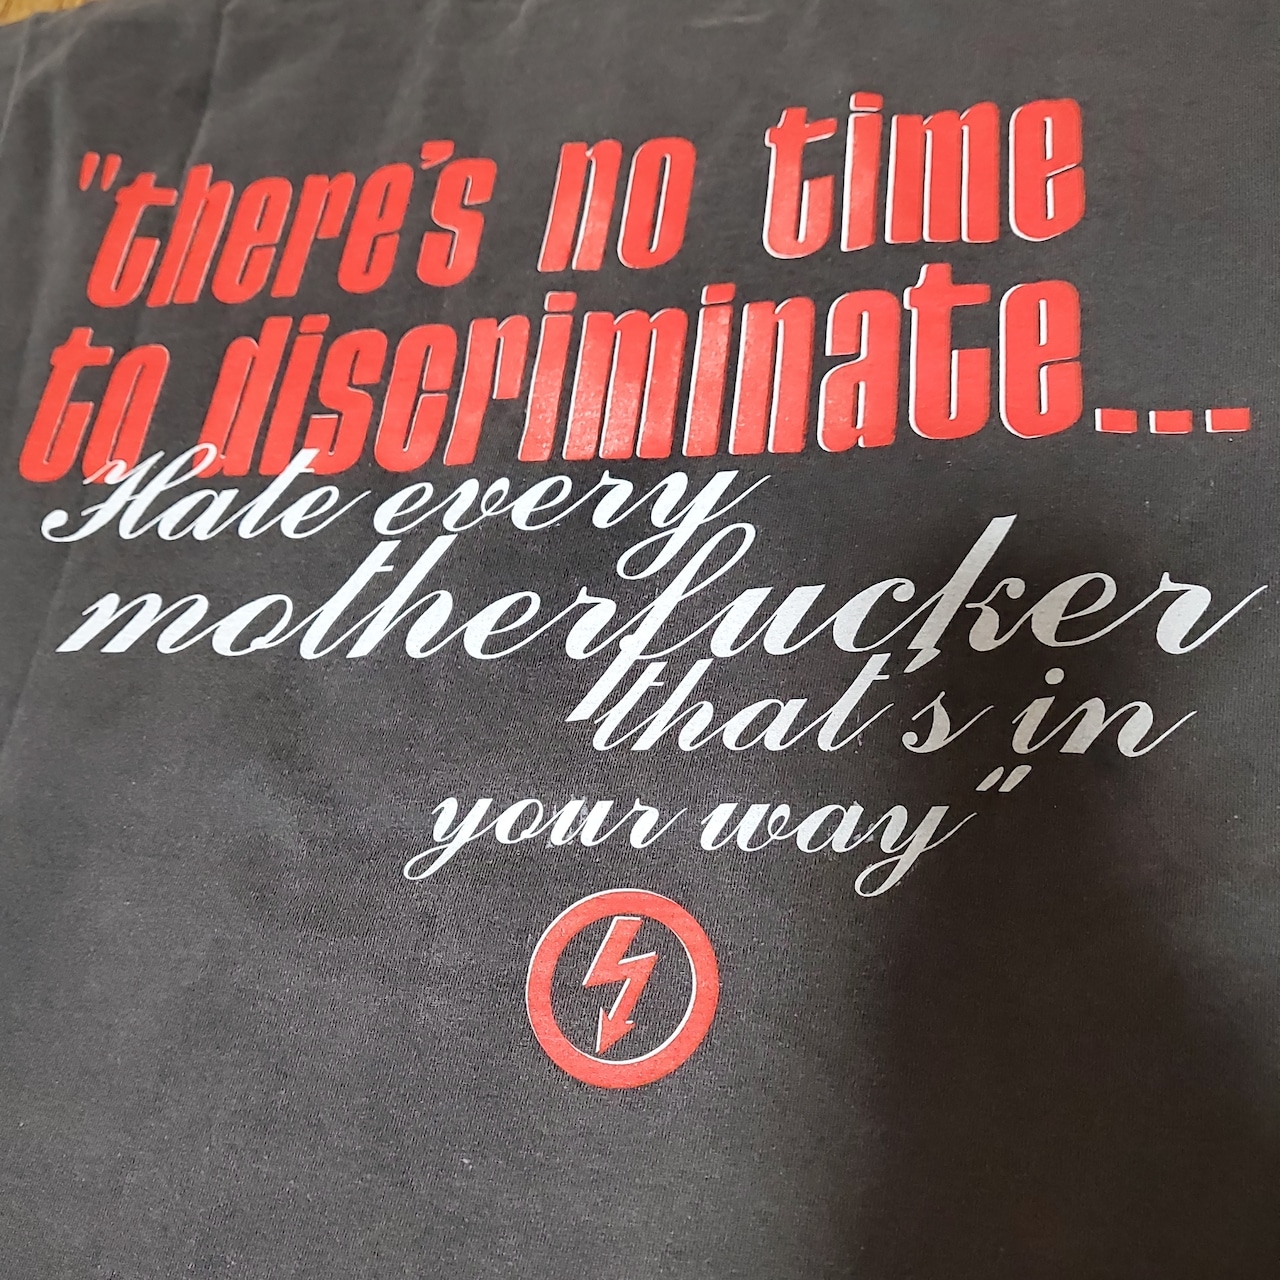 "there's no time
to discriminate...
Hate every
motherfucker
that's in
your way"